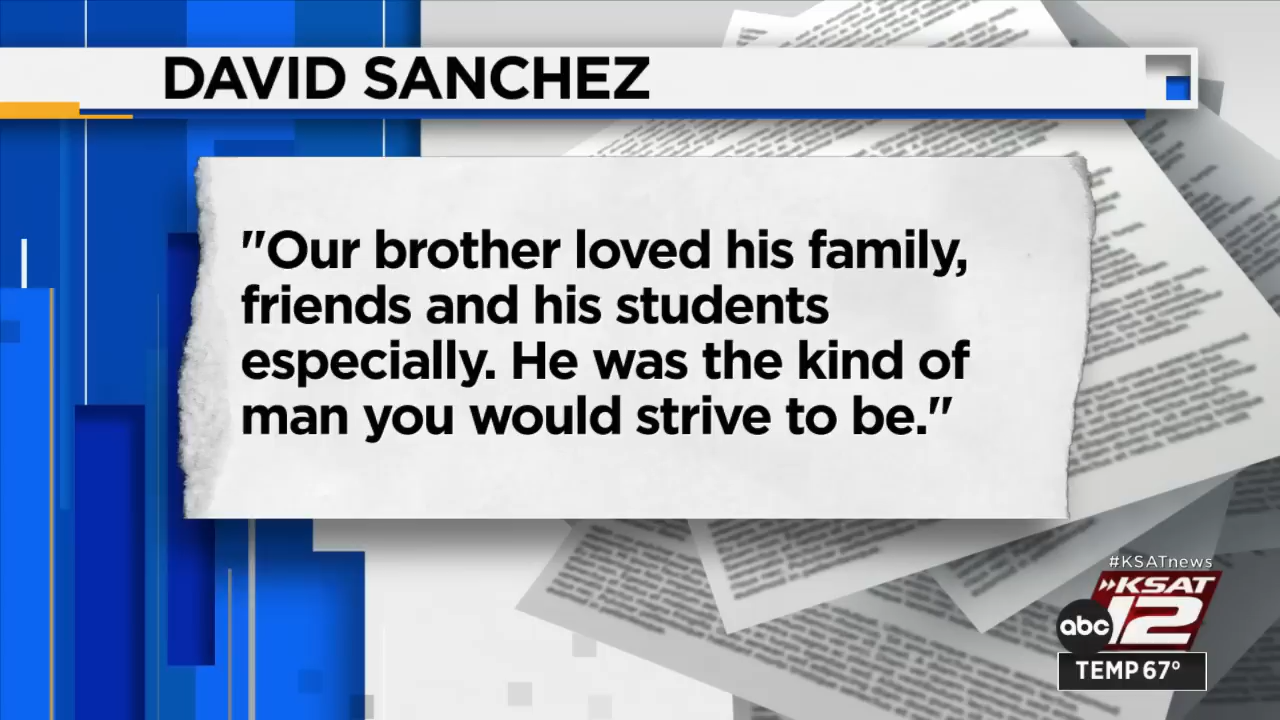 DAVID SANCHEZ
"Our brother loved his family,
friends and his students
especially. He was the kind of
man you would strive to be."
#KSATnews
KSAT
abc 12
TEMP 67°